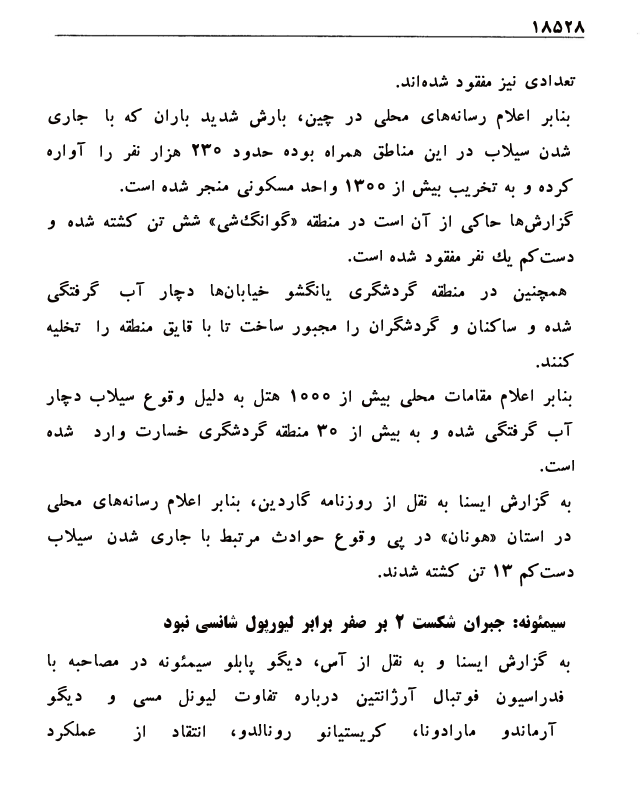 ۱۸۵۲۸
تعدادی نیز مفقود شده‌اند.
بنابر اعلام رسانه‌های محلی در چین، بارش شدید باران که با جاری
شدن سیلاب در این مناطق همراه بوده حدود ۲۳۰ هزار نفر را آواره
کرده و به تخریب بیش از ۱۳۰۰ واحد مسکونی منجر شده است.
گزارش‌ها حاکی از آن است در منطقه «گوانگ‌شی» شش تن کشته شده و
دست‌کم یك نفر مفقود شده است.
همچنین در منطقه گردشگری یانگشو خیابان‌ها دچار آب گرفتگی
شده و ساکنان و گردشگران را مجبور ساخت تا با قایق منطقه را تخلیه
کنند.
بنابر اعلام مقامات محلی بیش از ۱۰۰۰ هتل به دلیل وقوع سیلاب دچار
آب گرفتگی شده و به بیش از ۳۰ منطقه گردشگری خسارت وارد شده
است.
به گزارش ایسنا به نقل از روزنامه گاردین، بنابر اعلام رسانه‌های محلی
در استان «هونان» در پی وقوع حوادث مرتبط با جاری شدن سیلاب
دست‌کم ۱۳ تن کشته شدند.
سیمئونه: جبران شکست ۲ بر صفر برابر لیورپول شانسی نبود
به گزارش ایسنا و به نقل از آس، دیگو پابلو سیمئونه در مصاحبه با
فدراسیون فوتبال آرژانتین درباره تفاوت لیونل مسی و دیگو
آرماندو مارادونا، کریستیانو رونالدو، انتقاد از عملکرد